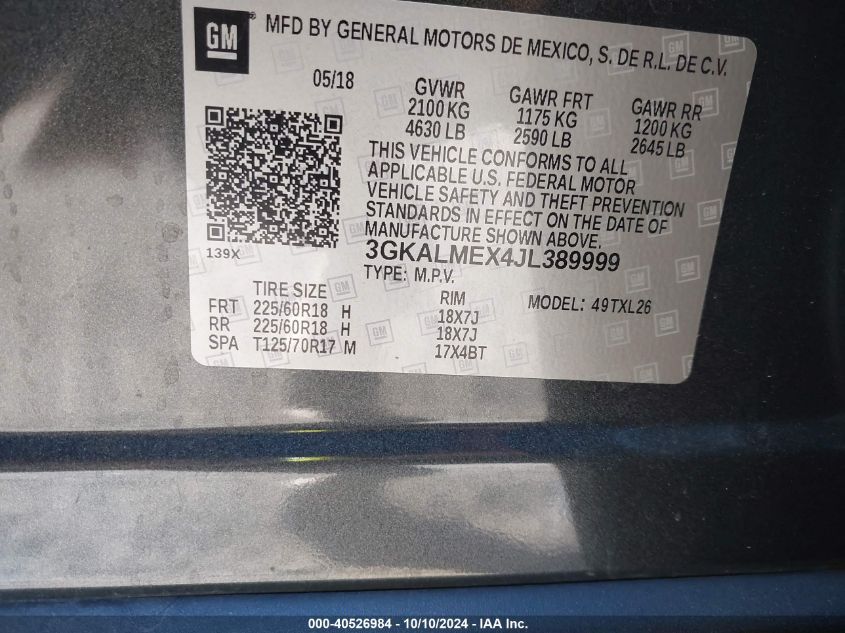 GM
MFD BY GENERAL MOTORS DE MEXICO, S. DE R.L. DE C.V.
05/18
GVWR
2100 KG
4630 LB
GAWR FRT
1175 KG
2590 LB
GAWR RR
1200 KG
2645 LB
THIS VEHICLE CONFORMS TO ALL
APPLICABLE U.S. FEDERAL MOTOR
VEHICLE SAFETY AND THEFT PREVENTION
STANDARDS IN EFFECT ON THE DATE OF
MANUFACTURE SHOWN ABOVE.
139X
3GKALMEX4JL389999
TYPE: M.P.V.
MODEL: 49TXL26
TIRE SIZE RIM
FRT 225/60R18 H 18X7J
RR 225/60R18 H 18X7J
SPA T125/70R17 M 17X4BT
000-40526984 - 10/10/2024 - IAA Inc.